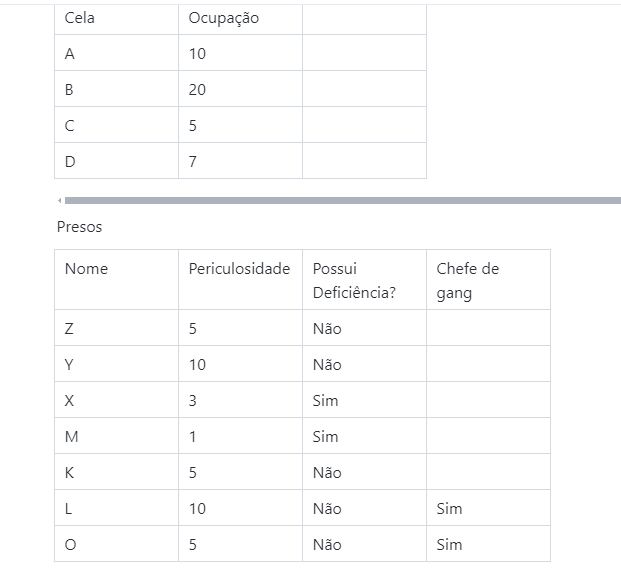 Cela Ocupação
A 10
B 20
C 5
D 7
Presos
Nome Periculosidade Possui Deficiência? Chefe de gang
Z 5 Não
Y 10 Não
X 3 Sim
M 1 Sim
K 5 Não
L 10 Não Sim
O 5 Não Sim